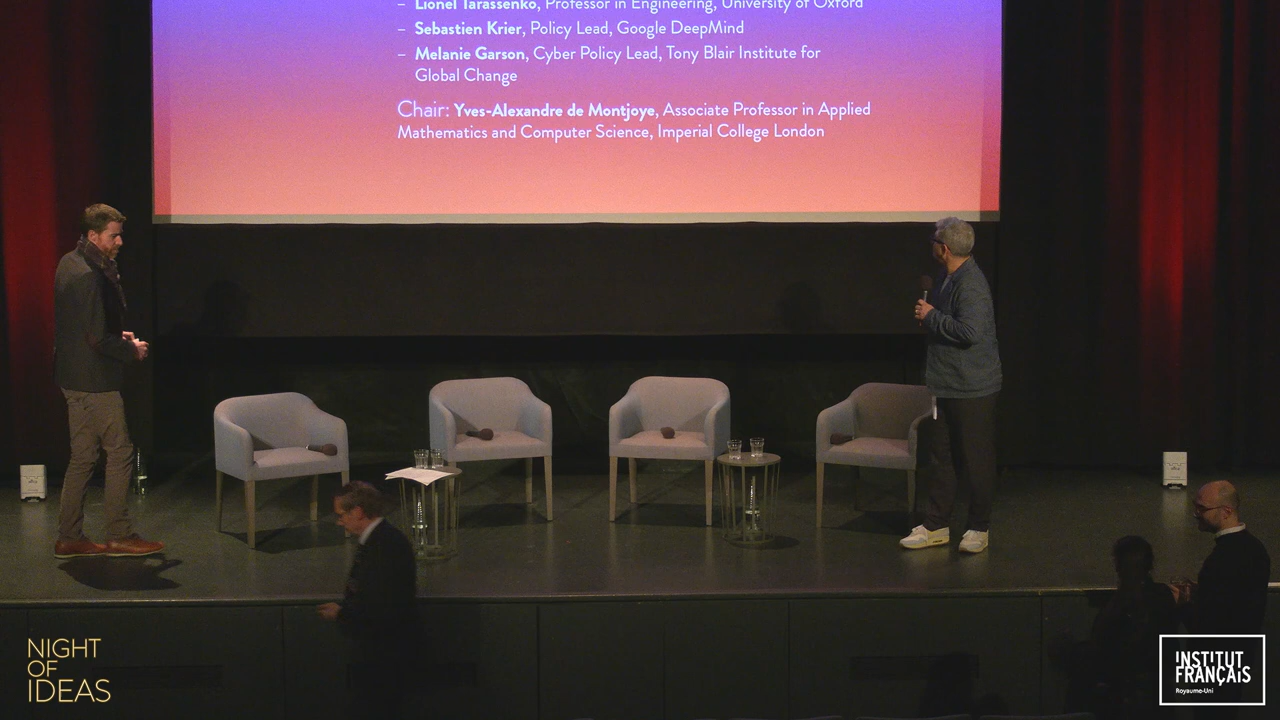 – Lionel Tarassenko, Professor in Engineering, University of Oxford
– Sebastien Krier, Policy Lead, Google DeepMind
– Melanie Garson, Cyber Policy Lead, Tony Blair Institute for
Global Change
Chair: Yves-Alexandre de Montjoye, Associate Professor in Applied
Mathematics and Computer Science, Imperial College London
NIGHT
OF
IDEAS
INSTITUT
FRANÇAIS
Royaume-Uni